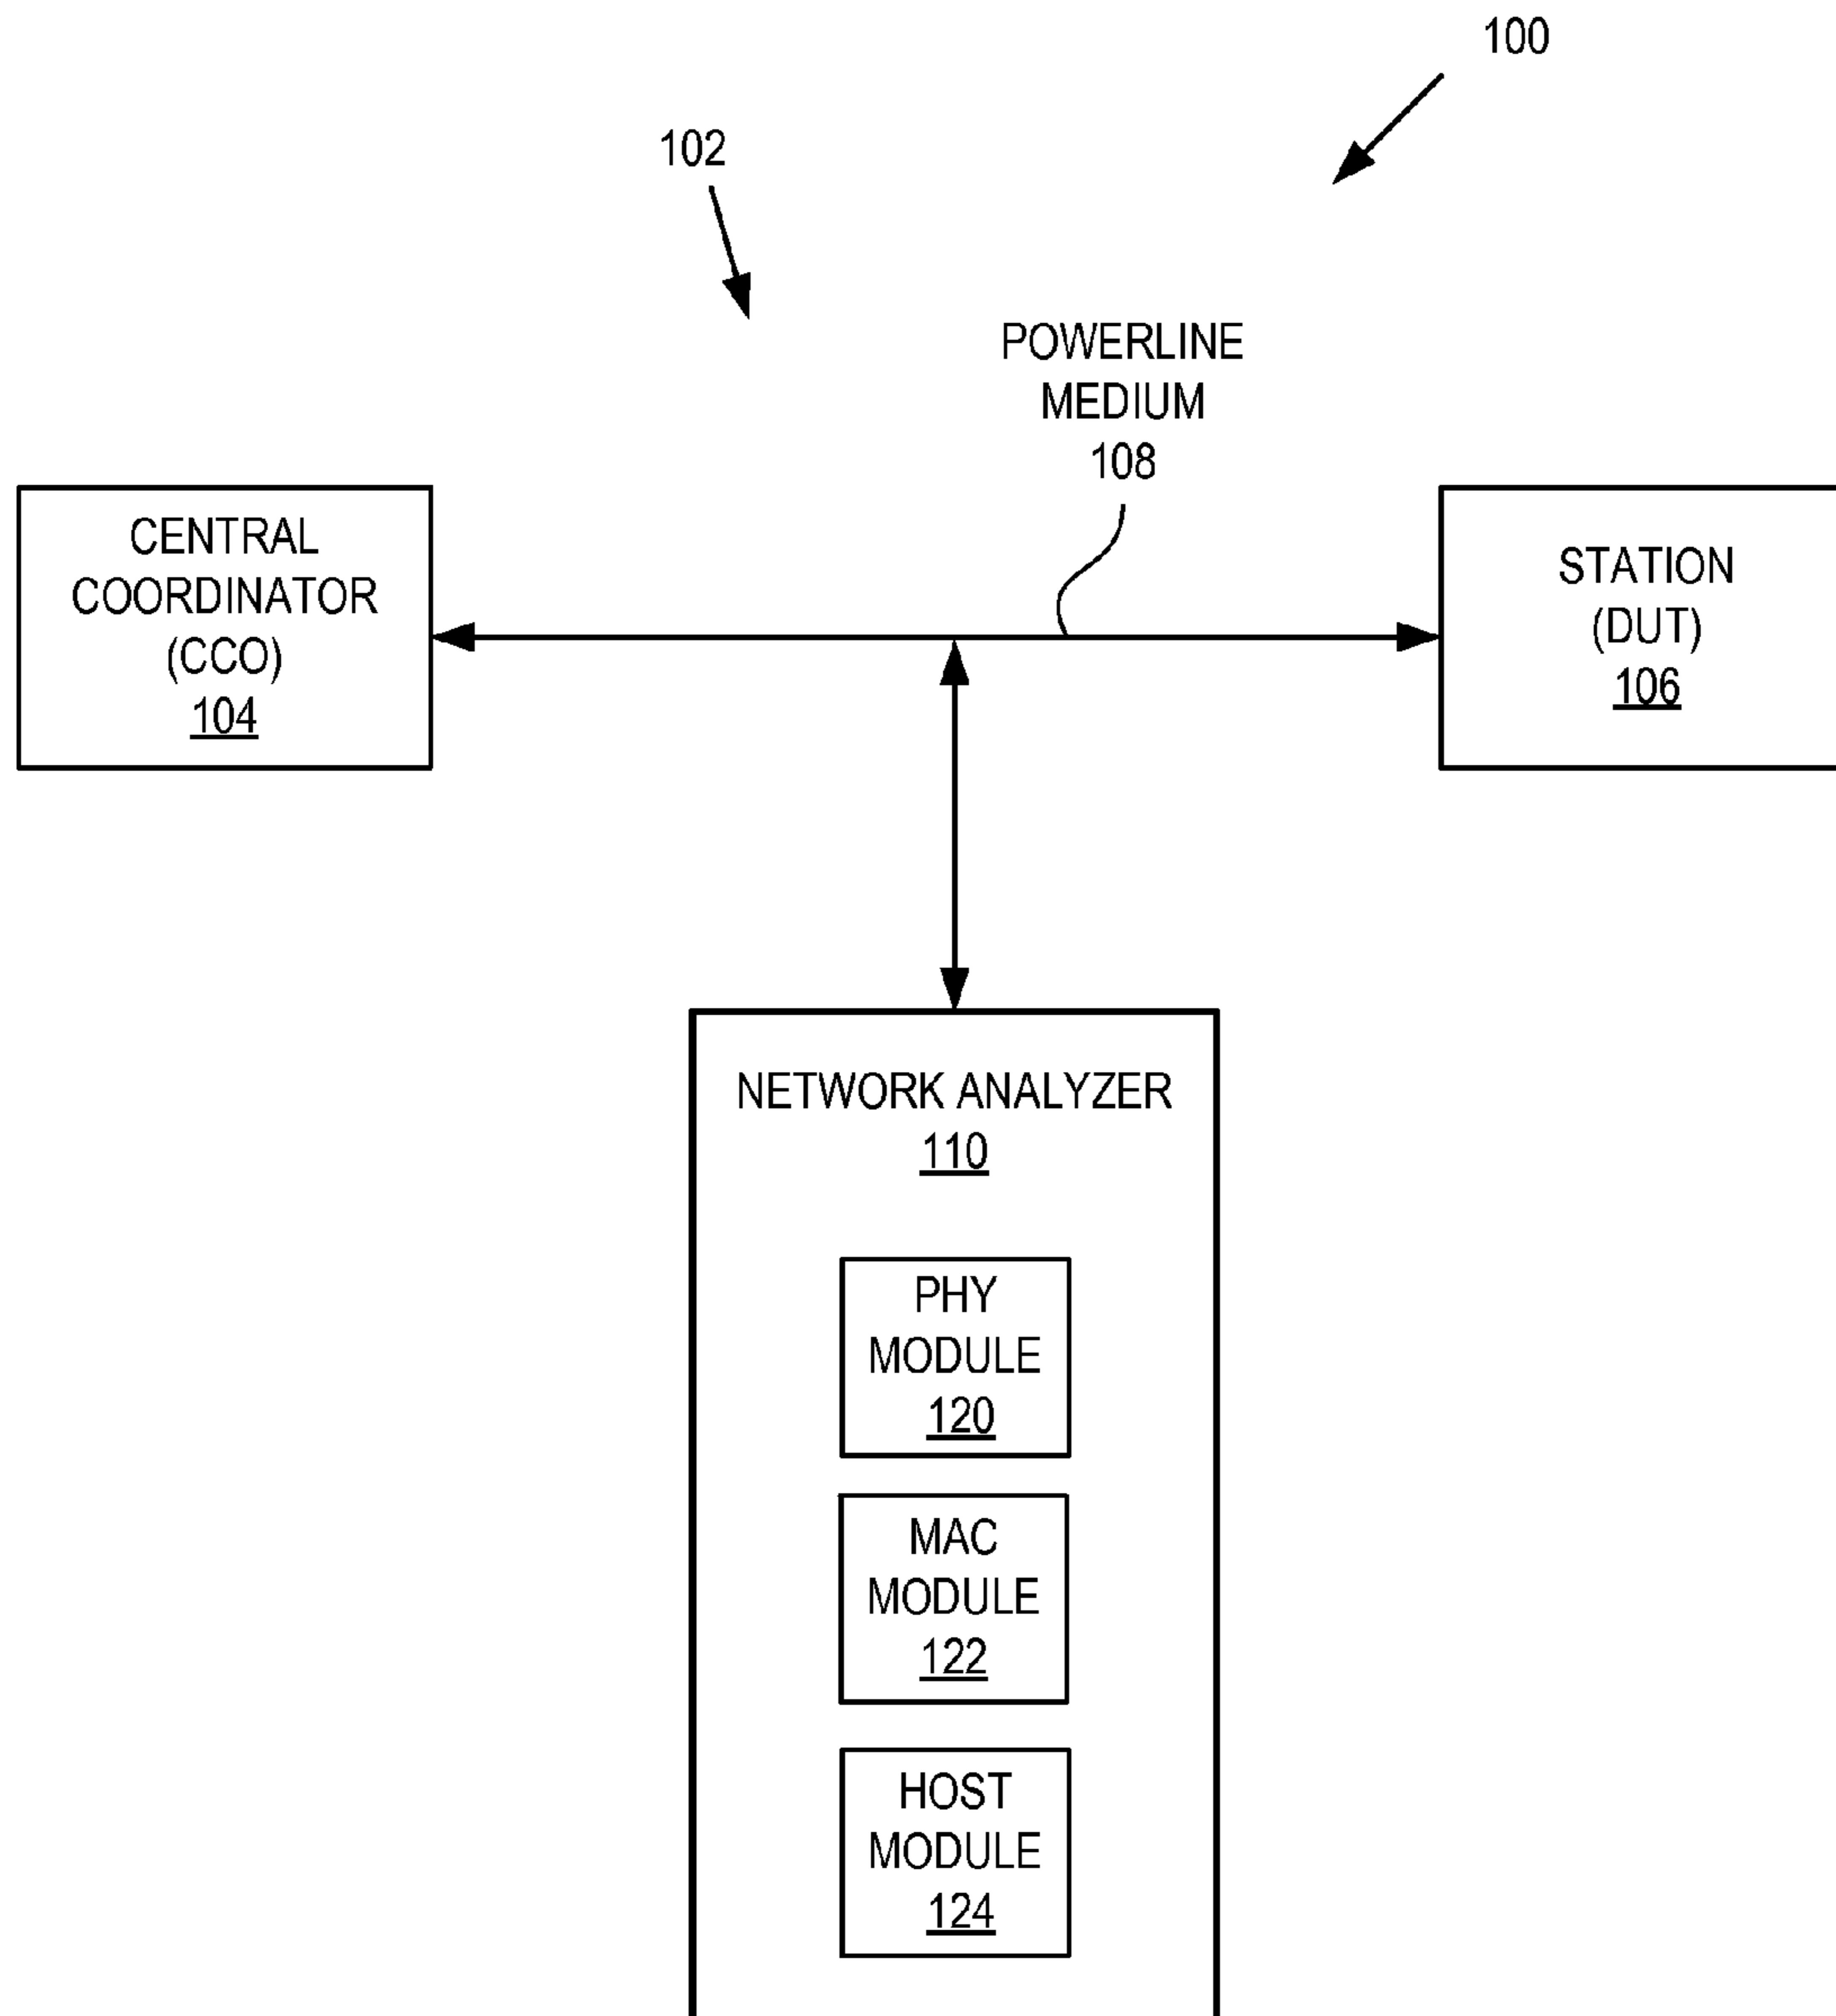 100
102
POWERLINE
MEDIUM
108
CENTRAL
COORDINATOR
(CCO)
104
STATION
(DUT)
106
NETWORK ANALYZER
110
PHY
MODULE
120
MAC
MODULE
122
HOST
MODULE
124